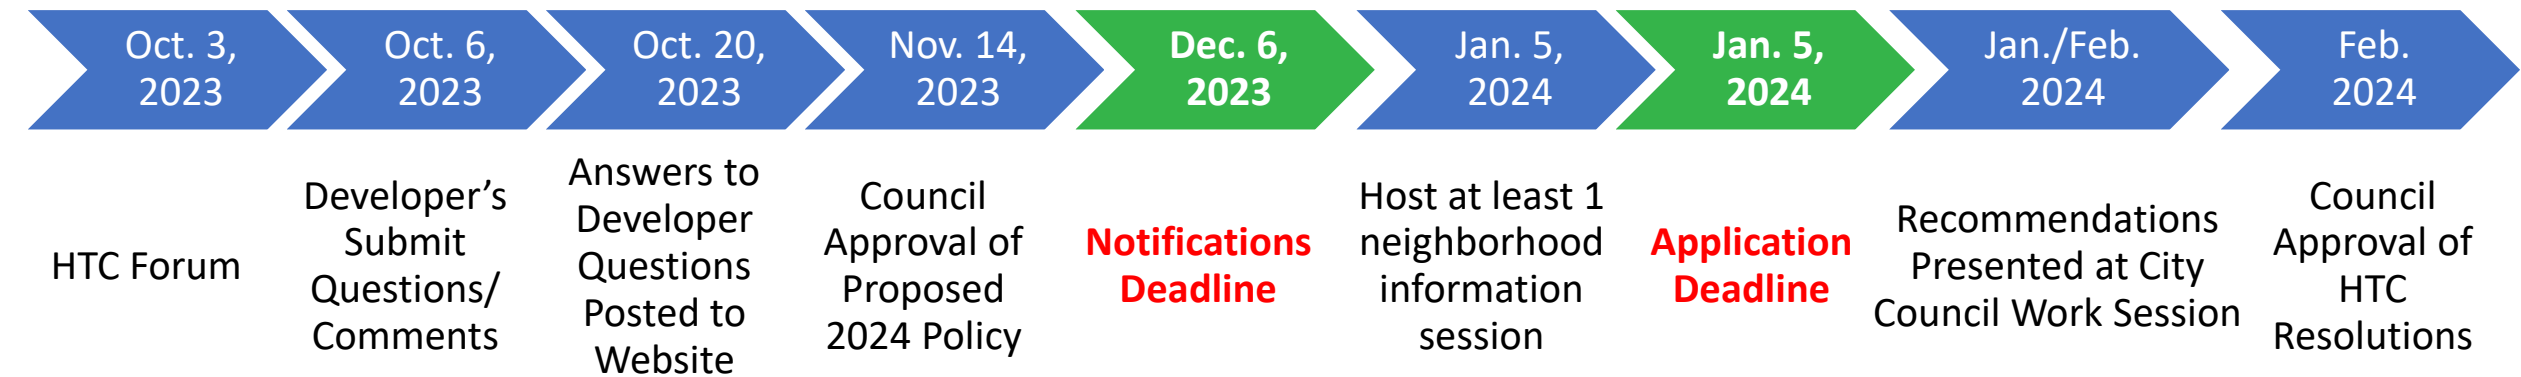 Oct. 3,
2023
Oct. 6,
2023
Oct. 20,
2023
Nov. 14,
2023
Dec. 6,
2023
Jan. 5,
2024
Jan. 5,
2024
Jan./Feb.
2024
Feb.
2024
HTC Forum
Developer’s
Submit
Questions/
Comments
Answers to
Developer
Questions
Posted to
Website
Council
Approval of
Proposed
2024 Policy
Notifications
Deadline
Host at least 1
neighborhood
information
session
Application
Deadline
Recommendations
Presented at City
Council Work Session
Council
Approval of
HTC
Resolutions